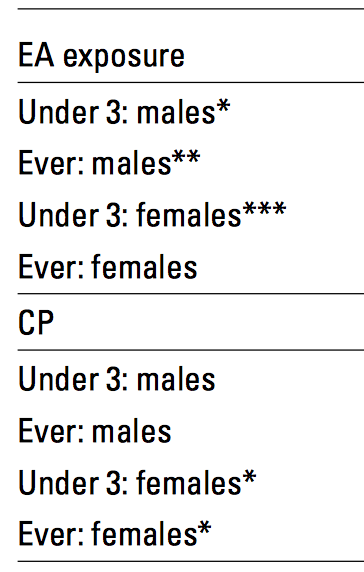 EA exposure
Under 3: males*
Ever: males**
Under 3: females***
Ever: females
CP
Under 3: males
Ever: males
Under 3: females*
Ever: females*